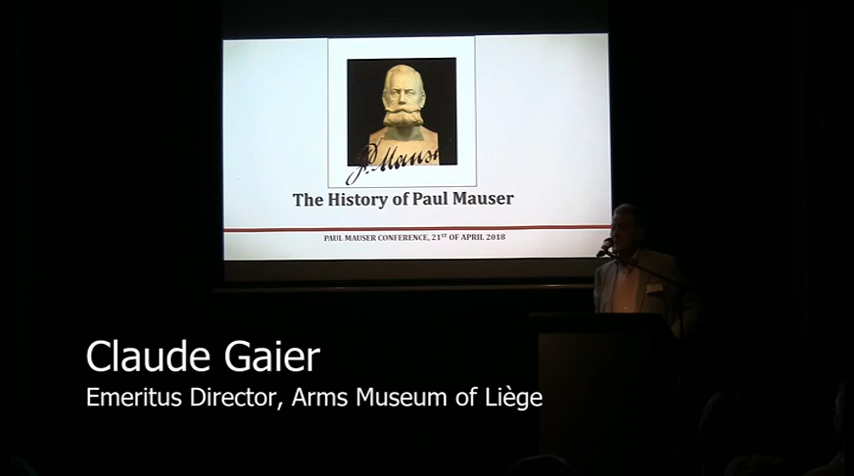 P. Mauser
The History of Paul Mauser
PAUL MAUSER CONFERENCE, 21ST OF APRIL 2018
Claude Gaier
Emeritus Director, Arms Museum of Liège